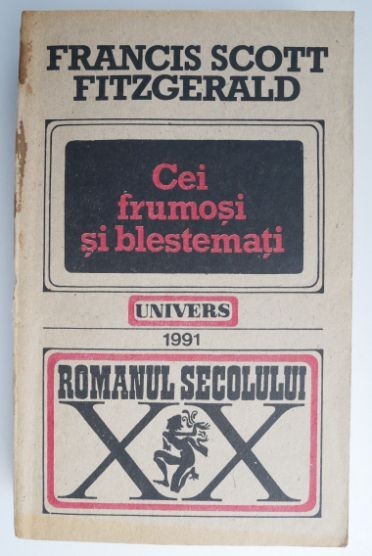 FRANCIS SCOTT
FITZGERALD
Cei
frumoși
și blestemați
UNIVERS
1991
ROMANUL SECOLULUI
XX